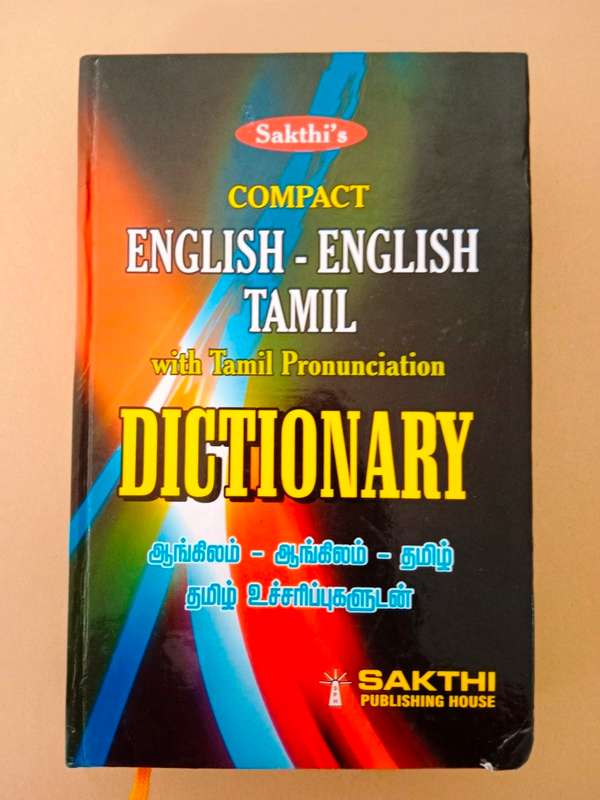 Sakthi's
COMPACT
ENGLISH - ENGLISH
TAMIL
with Tamil Pronunciation
DICTIONARY
ஆங்கிலம் - ஆங்கிலம் - தமிழ்
தமிழ் உச்சரிப்புகளுடன்
SPH
SAKTHI
PUBLISHING HOUSE